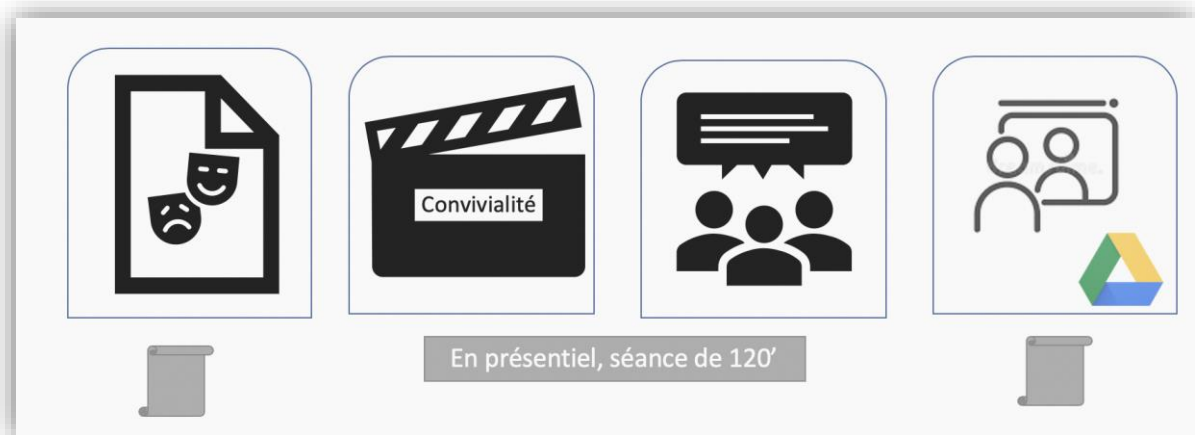 Convivialité
En présentiel, séance de 120’